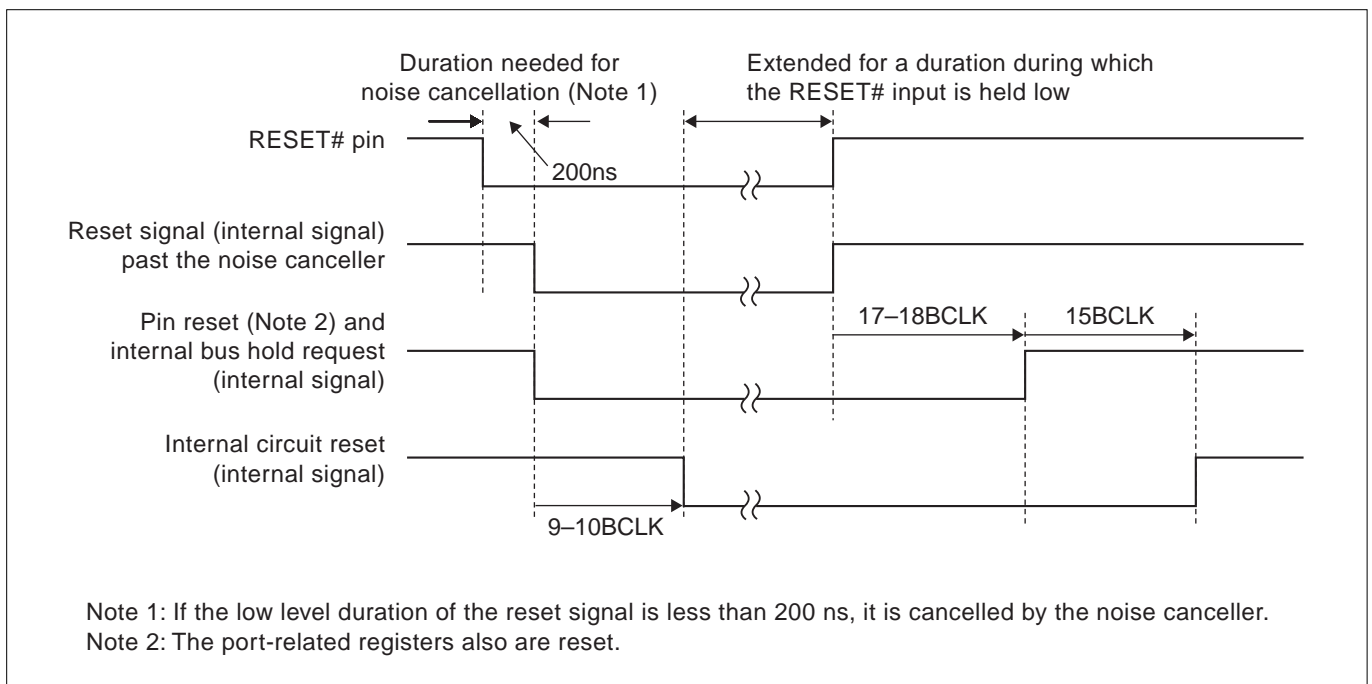 Duration needed for
noise cancellation (Note 1)
Extended for a duration during which
the RESET# input is held low
RESET# pin
200ns
Reset signal (internal signal)
past the noise canceller
Pin reset (Note 2) and
internal bus hold request
(internal signal)
17–18BCLK
15BCLK
Internal circuit reset
(internal signal)
9–10BCLK
Note 1: If the low level duration of the reset signal is less than 200 ns, it is cancelled by the noise canceller.
Note 2: The port-related registers also are reset.